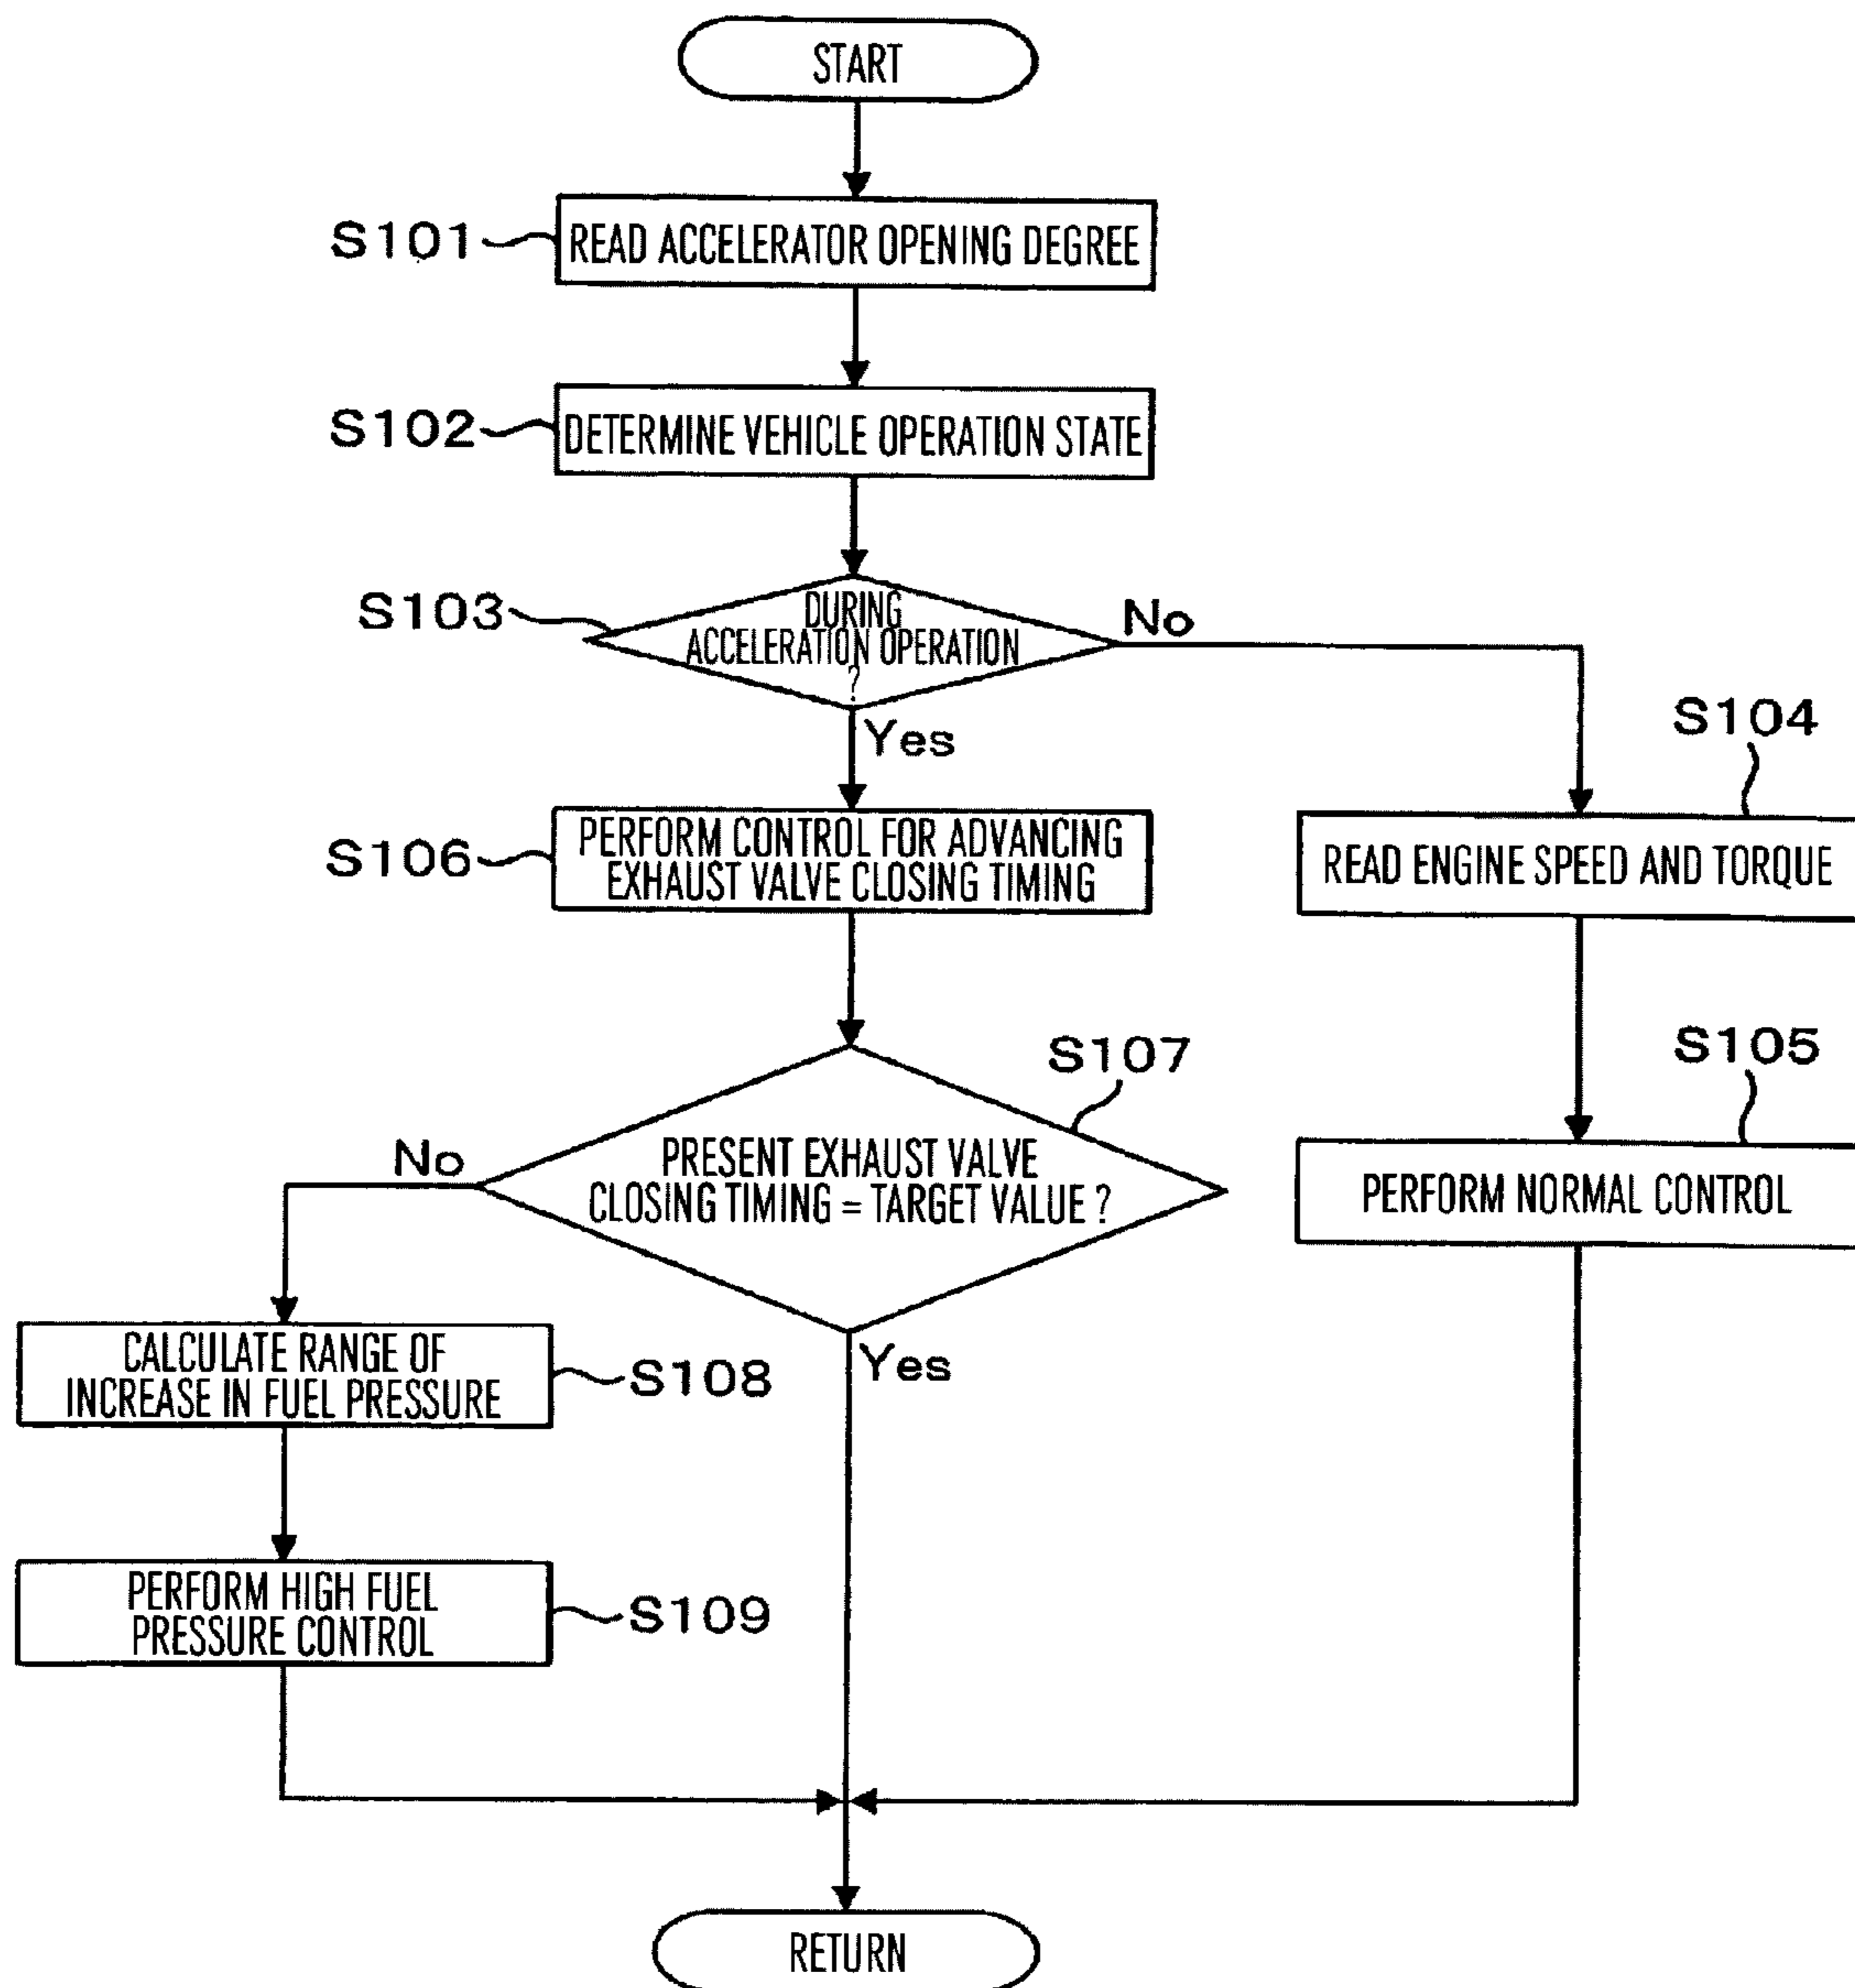 START
S101
READ ACCELERATOR OPENING DEGREE
S102
DETERMINE VEHICLE OPERATION STATE
S103
DURING
ACCELERATION OPERATION
?
No
Yes
S104
READ ENGINE SPEED AND TORQUE
S106
PERFORM CONTROL FOR ADVANCING
EXHAUST VALVE CLOSING TIMING
S105
PERFORM NORMAL CONTROL
S107
PRESENT EXHAUST VALVE
CLOSING TIMING = TARGET VALUE ?
No
Yes
CALCULATE RANGE OF
INCREASE IN FUEL PRESSURE
S108
PERFORM HIGH FUEL
PRESSURE CONTROL
S109
RETURN